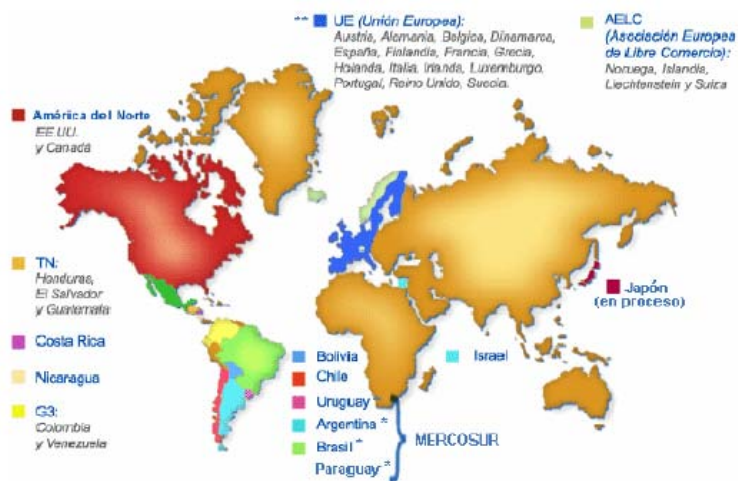 ** UE (Unión Europea):
Austria, Alemania, Belgica, Dinamarca,
España, Finlandia, Francia, Grecia,
Holanda, Italia, Irlanda, Luxemburgo,
Portugal, Reino Unido, Suecia.
AELC
(Asociación Europea
de Libre Comercio):
Noruega, Islandia,
Liechtenstein y Suiza
América del Norte
EE.UU.
y Canadá
TN:
Honduras,
El Salvador
y Guatemala
Costa Rica
Nicaragua
G3:
Colombia
y Venezuela
Bolivia
Chile
Uruguay *
Argentina *
Brasil *
Paraguay *
MERCOSUR
Israel
Japón
(en proceso)